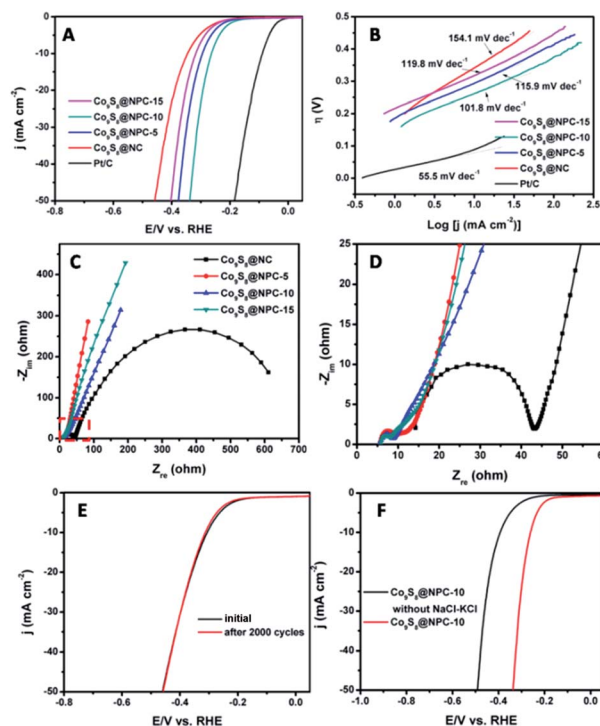 A
j (mA cm⁻²)
0
-10
-20
-30
-40
-50
Co₉S₈@NPC-15
Co₉S₈@NPC-10
Co₉S₈@NPC-5
Co₉S₈@NC
Pt/C
-0.8
-0.6
-0.4
-0.2
0.0
E/V vs. RHE
B
η (V)
0.6
0.4
0.2
0.0
154.1 mV dec⁻¹
119.8 mV dec⁻¹
115.9 mV dec⁻¹
101.8 mV dec⁻¹
Co₉S₈@NPC-15
Co₉S₈@NPC-10
Co₉S₈@NPC-5
Co₉S₈@NC
Pt/C
55.5 mV dec⁻¹
-0.5
0.0
0.5
1.0
1.5
2.0
2.5
Log [j (mA cm⁻²)]
C
-Z_im (ohm)
400
300
200
100
0
Co₉S₈@NC
Co₉S₈@NPC-5
Co₉S₈@NPC-10
Co₉S₈@NPC-15
0
100
200
300
400
500
600
700
Z_re (ohm)
D
-Z_im (ohm)
25
20
15
10
5
0
0
10
20
30
40
50
60
Z_re (ohm)
E
j (mA cm⁻²)
0
-10
-20
-30
-40
-50
initial
after 2000 cycles
-0.8
-0.6
-0.4
-0.2
0.0
E/V vs. RHE
F
j (mA cm⁻²)
0
-10
-20
-30
-40
-50
Co₉S₈@NPC-10
without NaCl-KCl
Co₉S₈@NPC-10
-1.0
-0.8
-0.6
-0.4
-0.2
0.0
E/V vs. RHE